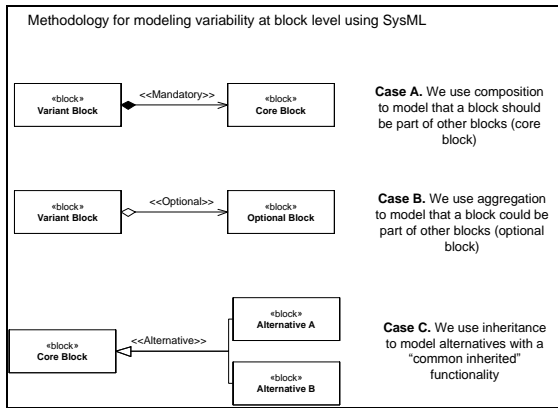 Methodology for modeling variability at block level using SysML
«block»
Variant Block
<<Mandatory>>
«block»
Core Block
Case A. We use composition
to model that a block should
be part of other blocks (core
block)
«block»
Variant Block
<<Optional>>
«block»
Optional Block
Case B. We use aggregation
to model that a block could be
part of other blocks (optional
block)
«block»
Core Block
<<Alternative>>
«block»
Alternative A
«block»
Alternative B
Case C. We use inheritance
to model alternatives with a
“common inherited”
functionality